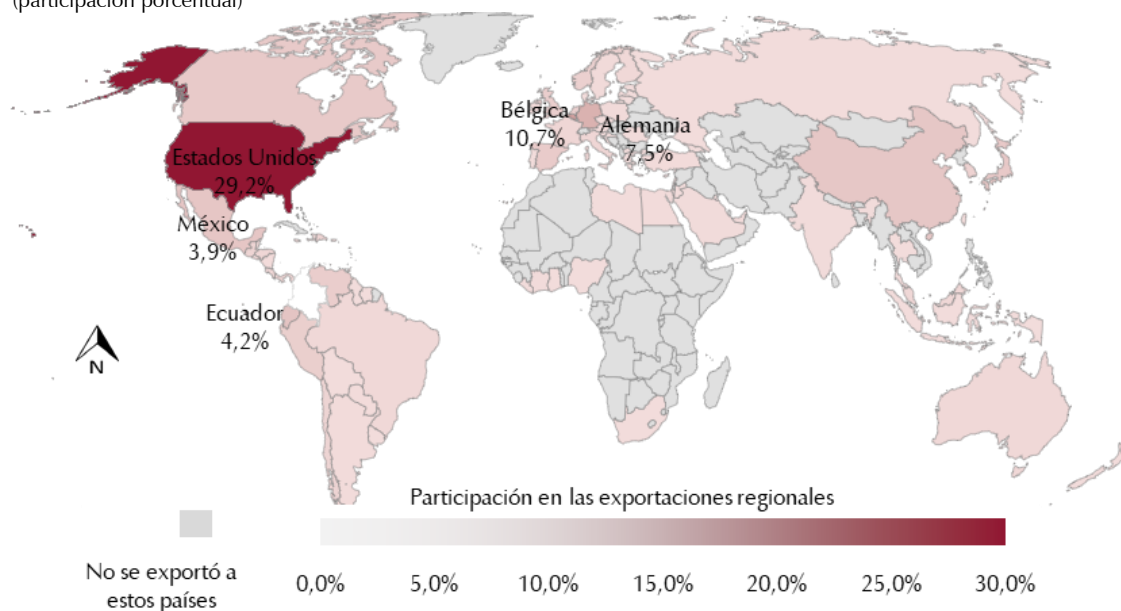 (participación porcentual)
Bélgica
10,7%
Alemania
7,5%
Estados Unidos
29,2%
México
3,9%
Ecuador
4,2%
N
Participación en las exportaciones regionales
No se exportó a
estos países
0,0% 5,0% 10,0% 15,0% 20,0% 25,0% 30,0%